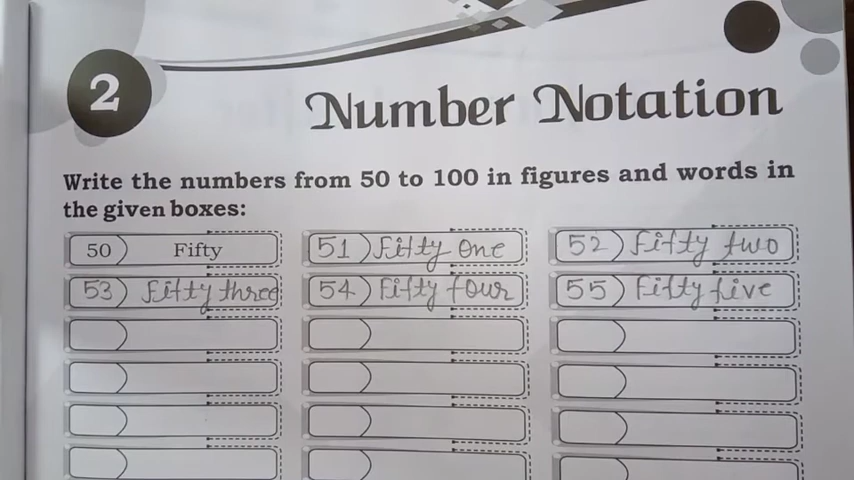 2
Number Notation
Write the numbers from 50 to 100 in figures and words in
the given boxes:
50 Fifty 51 Fifty one 52 Fifty two
53 Fifty three 54 Fifty four 55 Fifty five